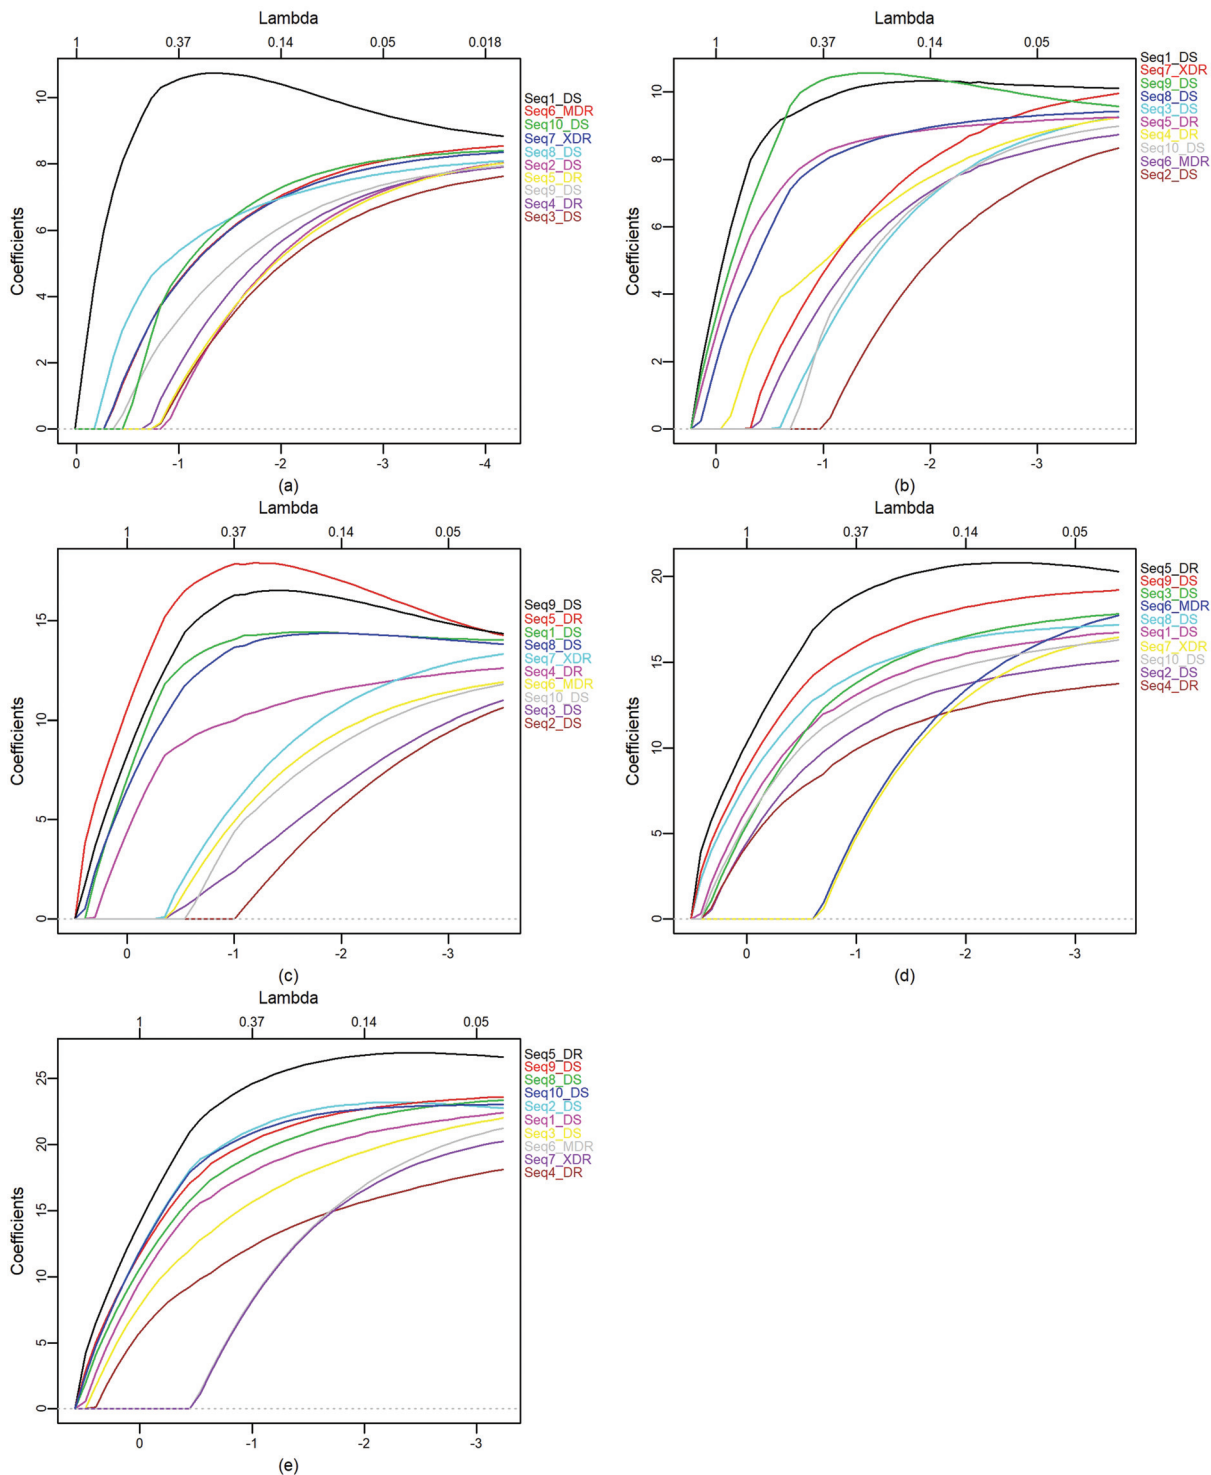 Lambda
1 0.37 0.14 0.05 0.018
Coefficients
10
8
6
4
2
0
0 -1 -2 -3 -4
Seq1_DS
Seq6_MDR
Seq10_DS
Seq7_XDR
Seq8_DS
Seq2_DS
Seq5_DR
Seq9_DS
Seq4_DR
Seq3_DS
(a)
Lambda
1 0.37 0.14 0.05
Coefficients
10
8
6
4
2
0
0 -1 -2 -3
Seq1_DS
Seq7_XDR
Seq9_DS
Seq8_DS
Seq3_DS
Seq5_DR
Seq4_DR
Seq10_DS
Seq6_MDR
Seq2_DS
(b)
Lambda
1 0.37 0.14 0.05
Coefficients
15
10
5
0
0 -1 -2 -3
Seq9_DS
Seq5_DR
Seq1_DS
Seq8_DS
Seq7_XDR
Seq4_DR
Seq6_MDR
Seq10_DS
Seq3_DS
Seq2_DS
(c)
Lambda
1 0.37 0.14 0.05
Coefficients
20
15
10
5
0
0 -1 -2 -3
Seq5_DR
Seq9_DS
Seq3_DS
Seq6_MDR
Seq8_DS
Seq1_DS
Seq7_XDR
Seq10_DS
Seq2_DS
Seq4_DR
(d)
Lambda
1 0.37 0.14 0.05
Coefficients
25
20
15
10
5
0
0 -1 -2 -3
Seq5_DR
Seq9_DS
Seq8_DS
Seq10_DS
Seq2_DS
Seq1_DS
Seq3_DS
Seq6_MDR
Seq7_XDR
Seq4_DR
(e)